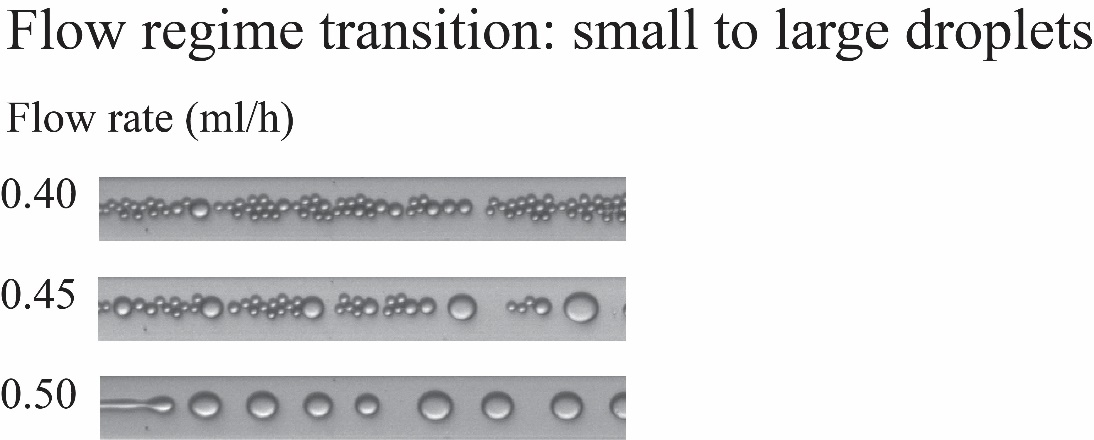 Flow regime transition: small to large droplets
Flow rate (ml/h)
0.40
0.45
0.50